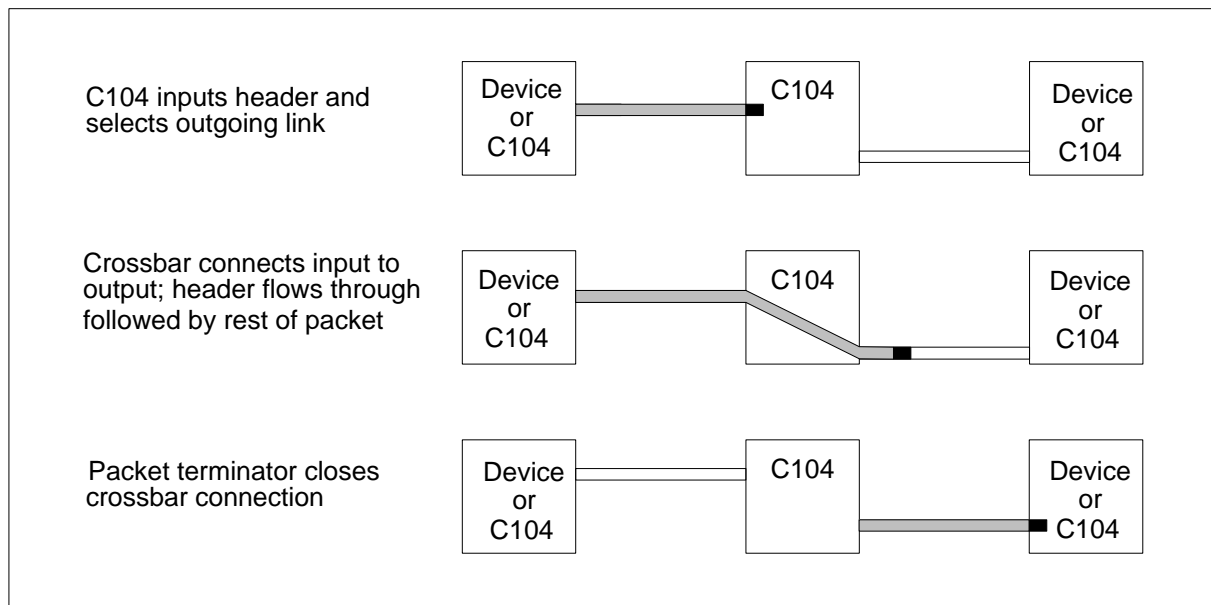 C104 inputs header and
selects outgoing link
Device
or
C104
C104
Device
or
C104
Crossbar connects input to
output; header flows through
followed by rest of packet
Device
or
C104
C104
Device
or
C104
Packet terminator closes
crossbar connection
Device
or
C104
C104
Device
or
C104